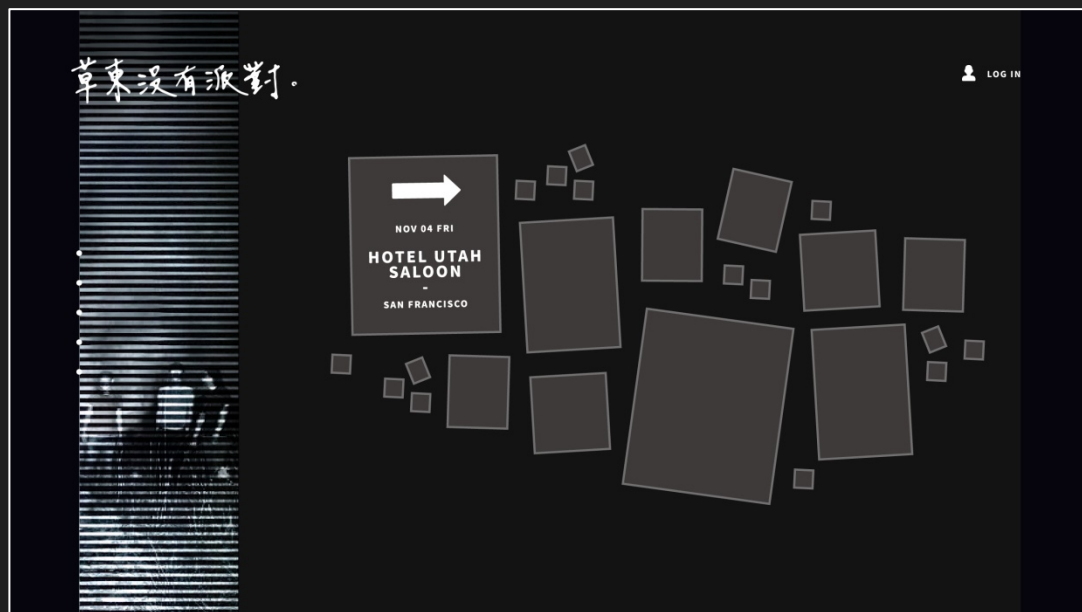 草東沒有派對。
LOG IN
NOV 04 FRI
HOTEL UTAH
SALOON
-
SAN FRANCISCO